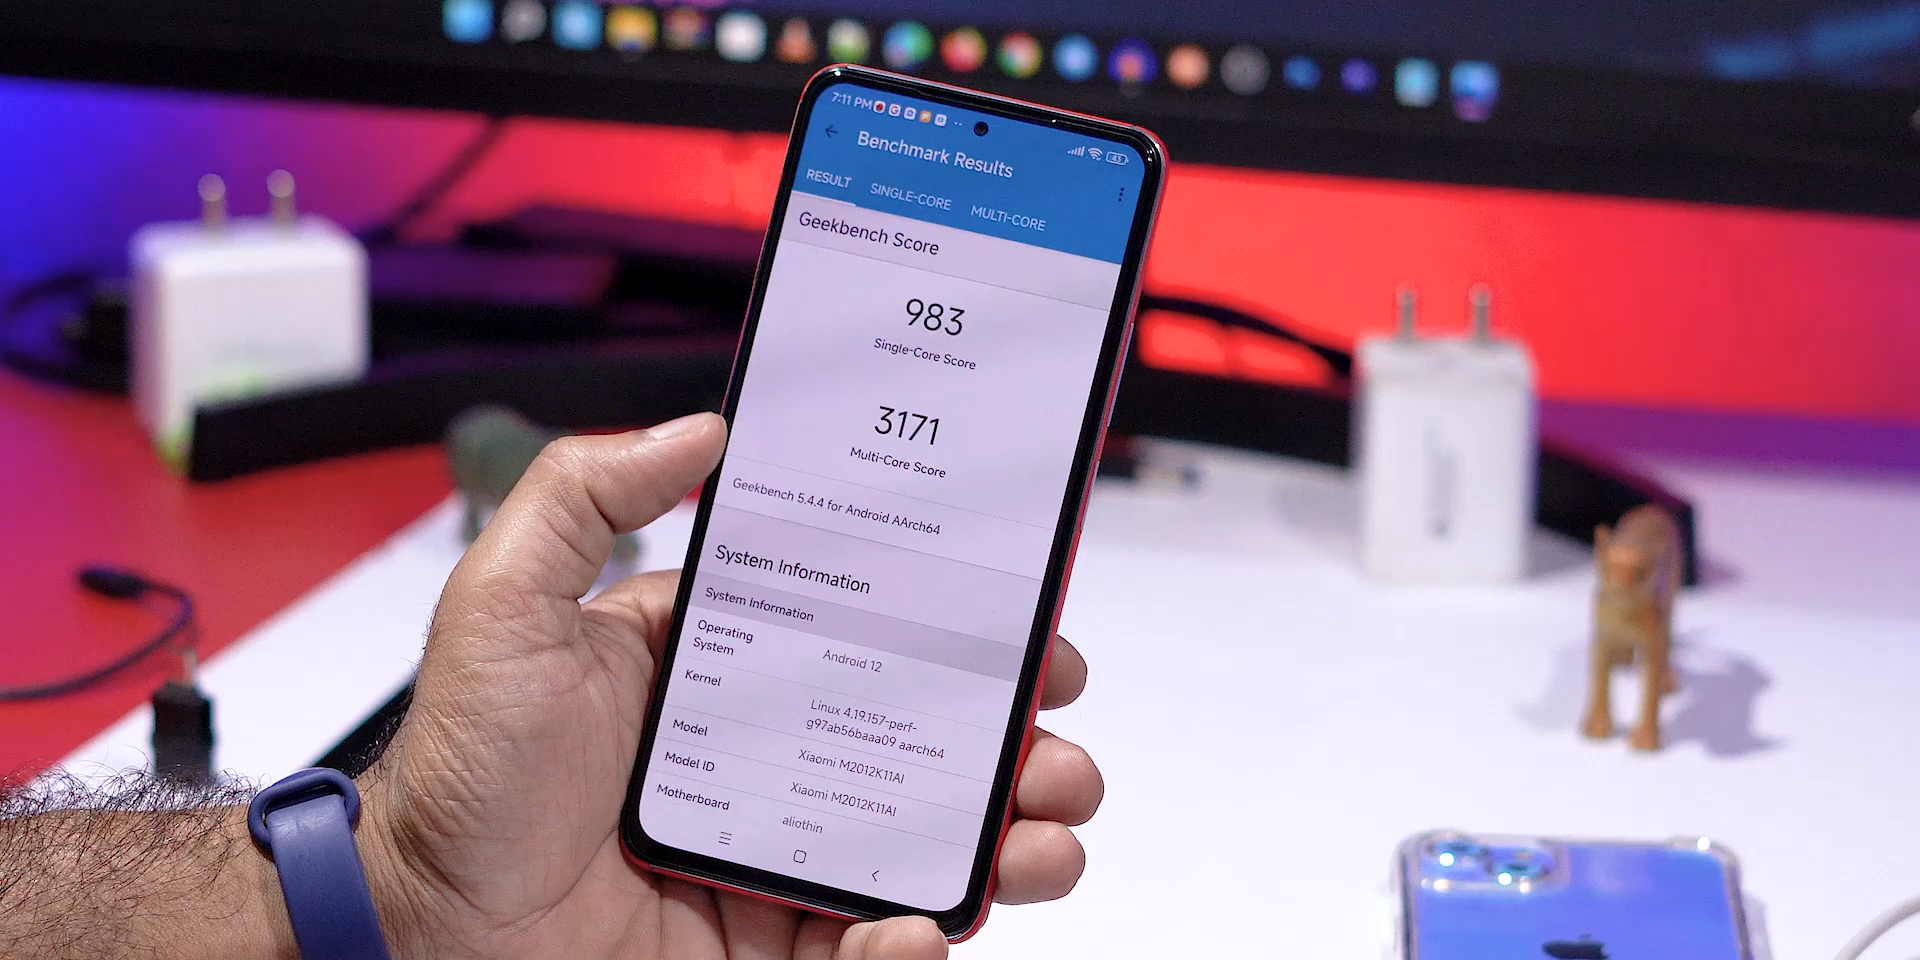 7:11 PM
43
Benchmark Results
RESULT SINGLE-CORE MULTI-CORE
Geekbench Score
983
Single-Core Score
3171
Multi-Core Score
Geekbench 5.4.4 for Android AArch64
System Information
System Information
Operating System Android 12
Kernel Linux 4.19.157-perf-
g97ab56baaa09 aarch64
Model Xiaomi M2012K11AI
Model ID Xiaomi M2012K11AI
Motherboard aliothin